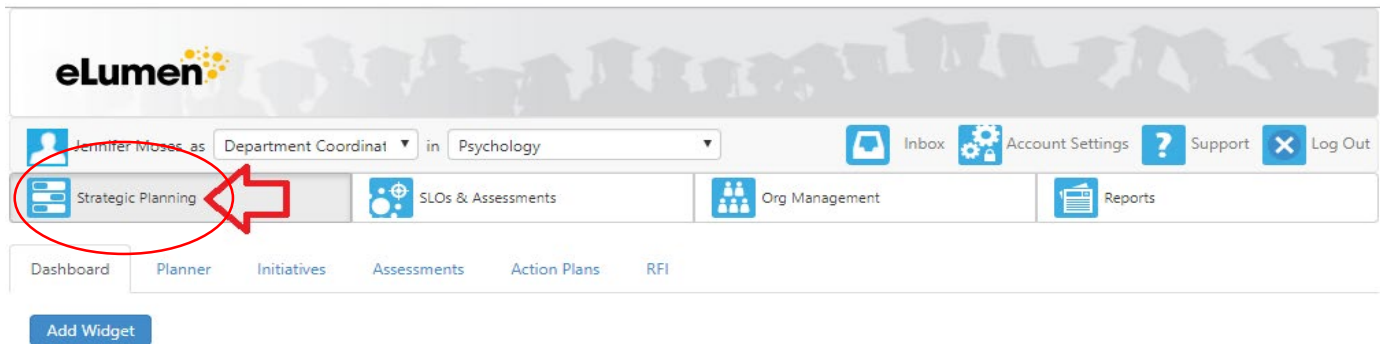 eLumen
Jennifer Moses as Department Coordinat in Psychology Inbox Account Settings ? Support Log Out
Strategic Planning SLOs & Assessments Org Management Reports
Dashboard Planner Initiatives Assessments Action Plans RFI
Add Widget